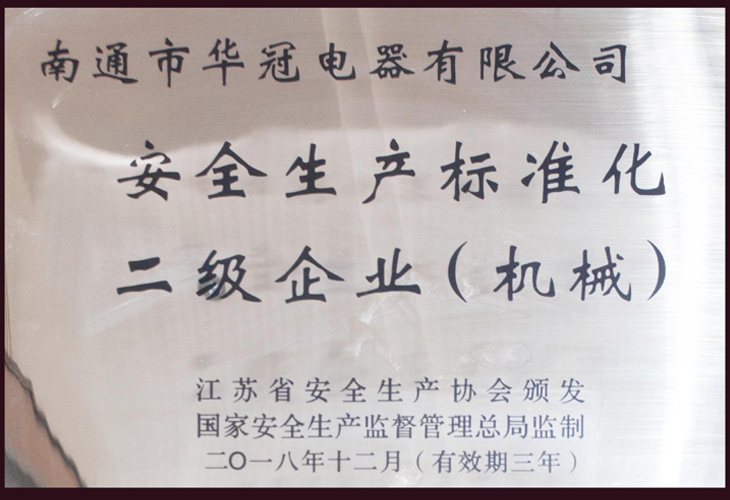 南通市华冠电器有限公司
安全生产标准化
二级企业(机械)
江苏省安全生产协会颁发
国家安全生产监督管理总局监制
二〇一八年十二月(有效期三年)